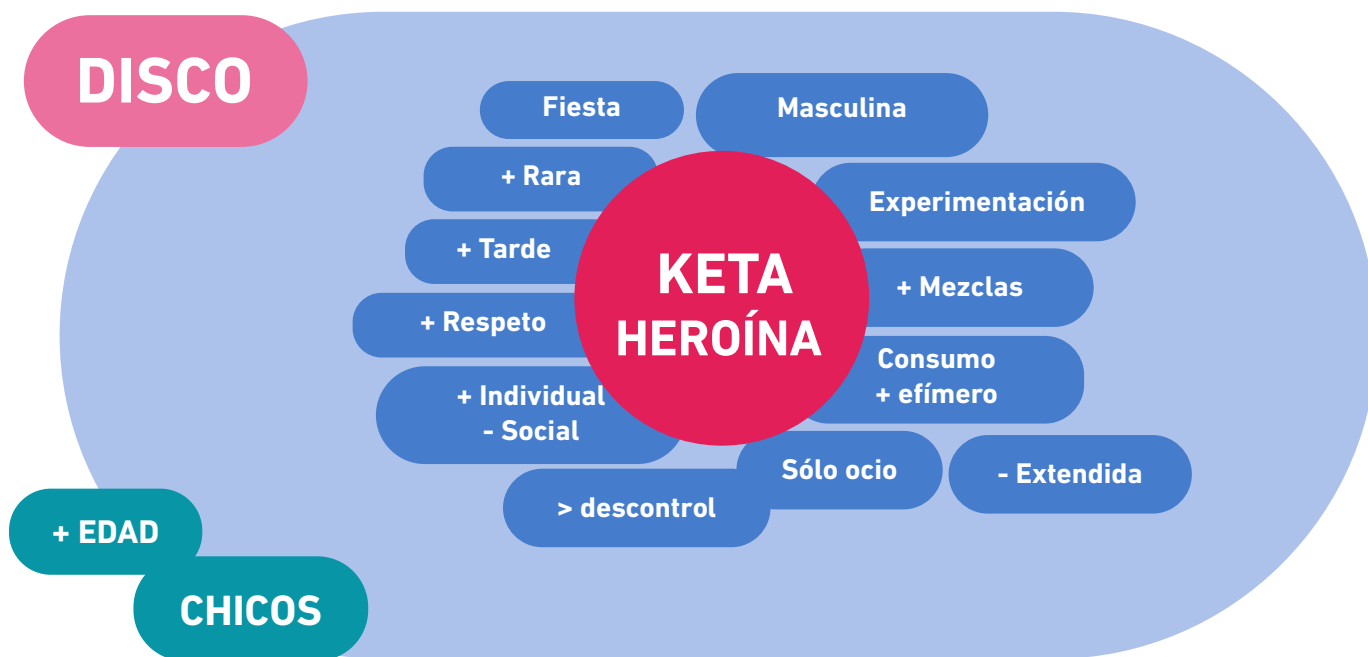 DISCO
Fiesta
Masculina
+ Rara
Experimentación
+ Tarde
KETA
HEROÍNA
+ Mezclas
+ Respeto
Consumo
+ efímero
+ Individual
- Social
Sólo ocio
- Extendida
> descontrol
+ EDAD
CHICOS